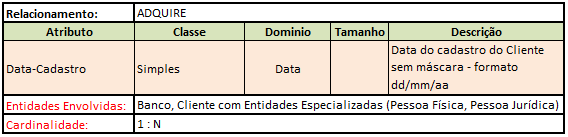 Relacionamento: ADQUIRE
Atributo Classe Dominio Tamanho Descrição
Data-Cadastro Simples Data Data do cadastro do Cliente
sem máscara - formato
dd/mm/aa
Entidades Envolvidas: Banco, Cliente com Entidades Especializadas (Pessoa Física, Pessoa Jurídica)
Cardinalidade: 1 : N